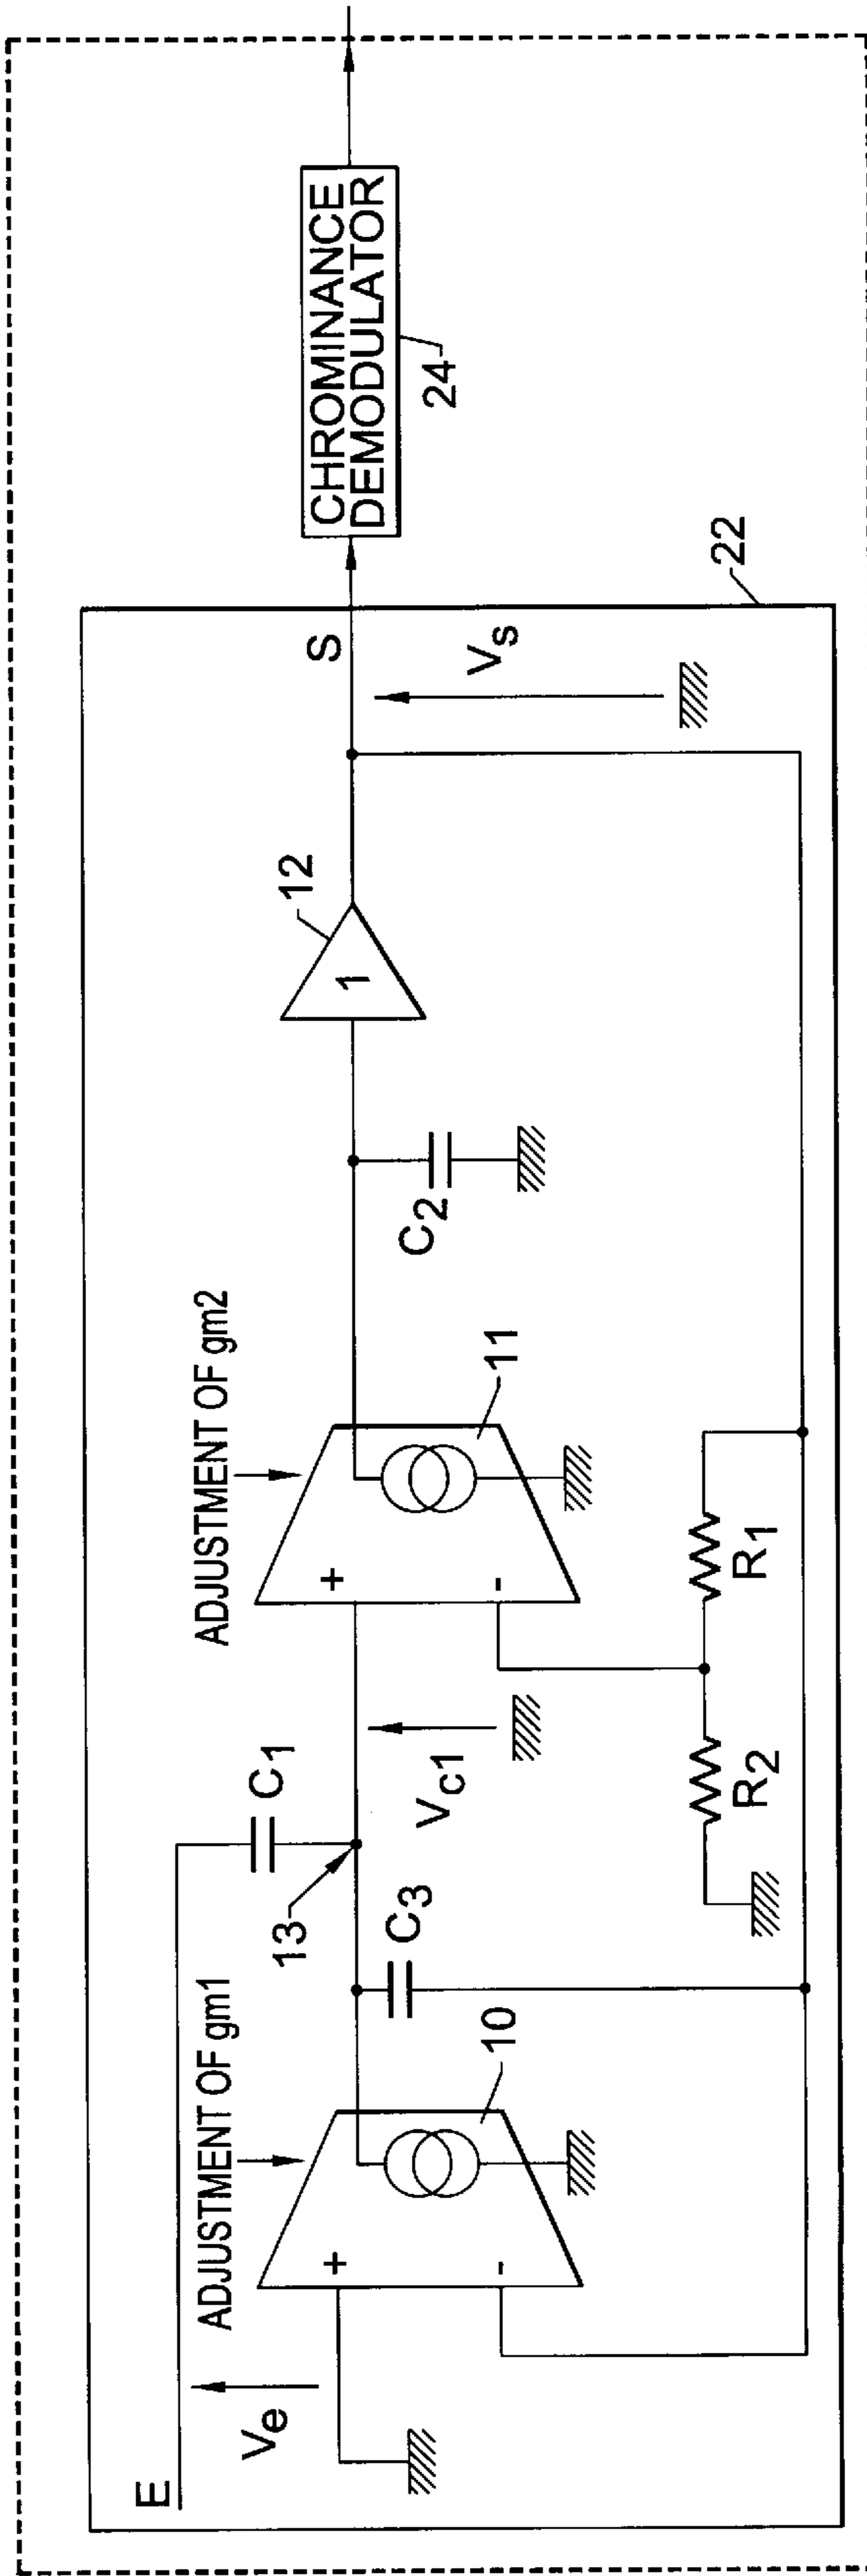 E
Ve
ADJUSTMENT OF gm1
+
-
10
13
C1
C3
Vc1
ADJUSTMENT OF gm2
+
-
11
R2
R1
C2
1
12
S
Vs
22
CHROMINANCE
DEMODULATOR
24